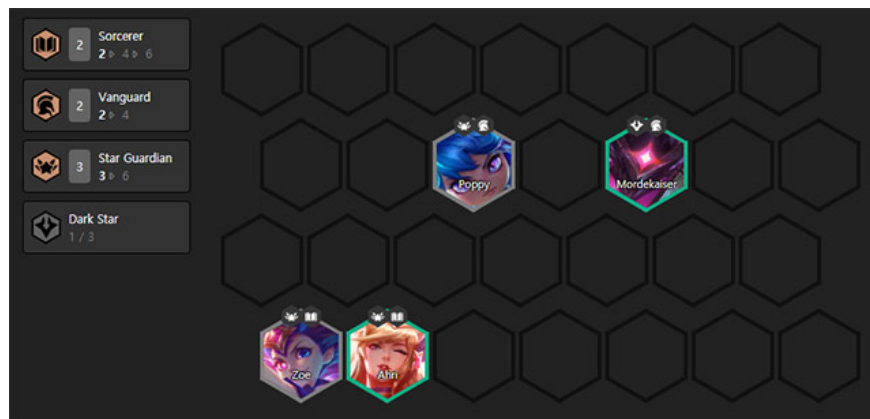 2 Sorcerer
2 > 4 > 6
2 Vanguard
2 > 4
3 Star Guardian
3 > 6
Dark Star
1 / 3
Poppy
Mordekaiser
Zoe
Ahri